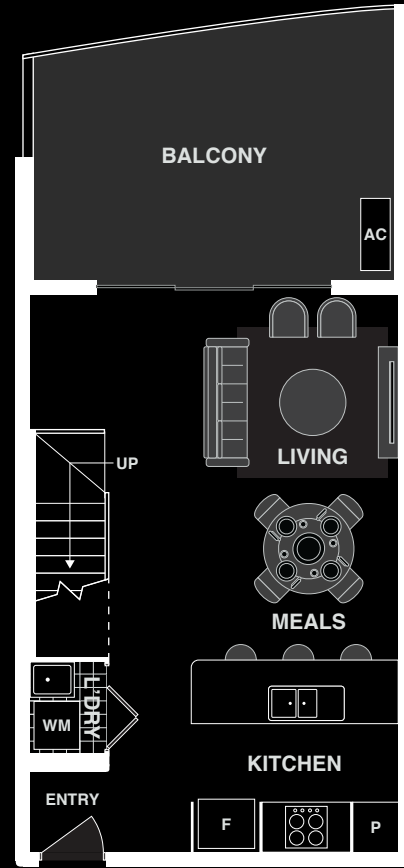 BALCONY
AC
LIVING
UP
MEALS
L'DRY
WM
KITCHEN
ENTRY
F
P